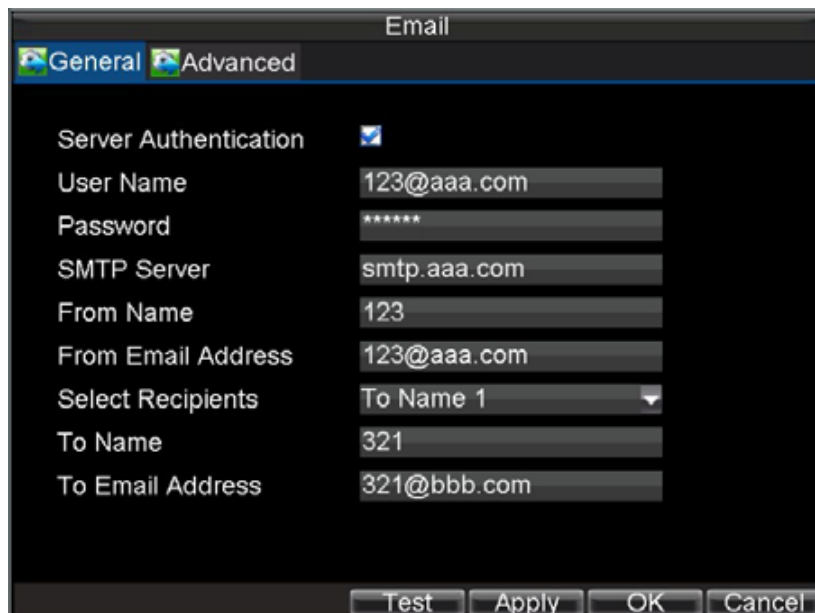 Email
General Advanced
Server Authentication
User Name 123@aaa.com
Password ******
SMTP Server smtp.aaa.com
From Name 123
From Email Address 123@aaa.com
Select Recipients To Name 1
To Name 321
To Email Address 321@bbb.com
Test Apply OK Cancel